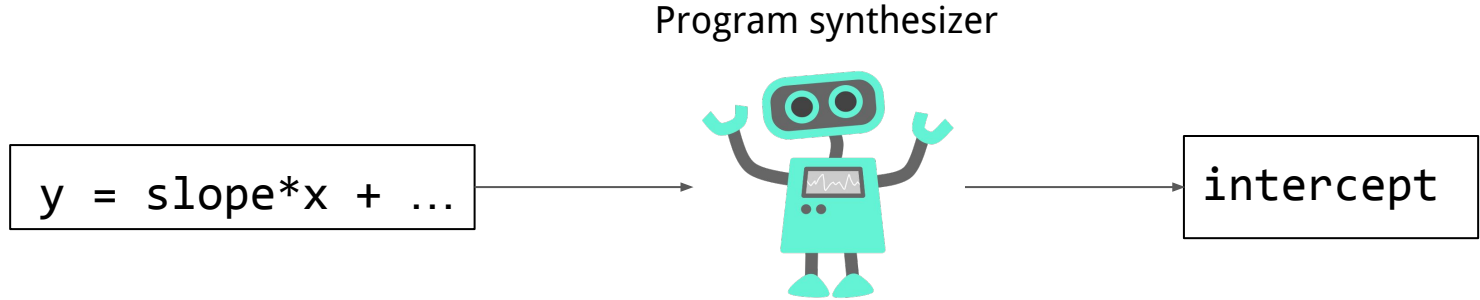 Program synthesizer
y = slope*x + ...
intercept